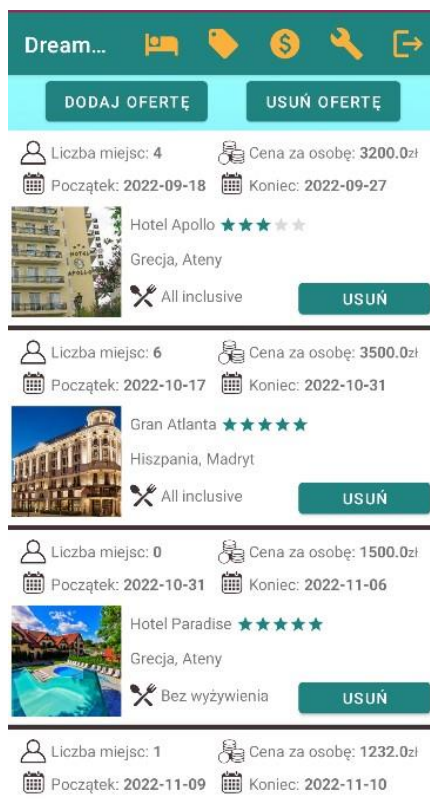 Dream...
DODAJ OFERTĘ USUŃ OFERTĘ
Liczba miejsc: 4 Cena za osobę: 3200.0zł
Początek: 2022-09-18 Koniec: 2022-09-27
Hotel Apollo
Grecja, Ateny
All inclusive USUŃ
Liczba miejsc: 6 Cena za osobę: 3500.0zł
Początek: 2022-10-17 Koniec: 2022-10-31
Gran Atlanta
Hiszpania, Madryt
All inclusive USUŃ
Liczba miejsc: 0 Cena za osobę: 1500.0zł
Początek: 2022-10-31 Koniec: 2022-11-06
Hotel Paradise
Grecja, Ateny
Bez wyżywienia USUŃ
Liczba miejsc: 1 Cena za osobę: 1232.0zł
Początek: 2022-11-09 Koniec: 2022-11-10
HOTEL
APOLLO